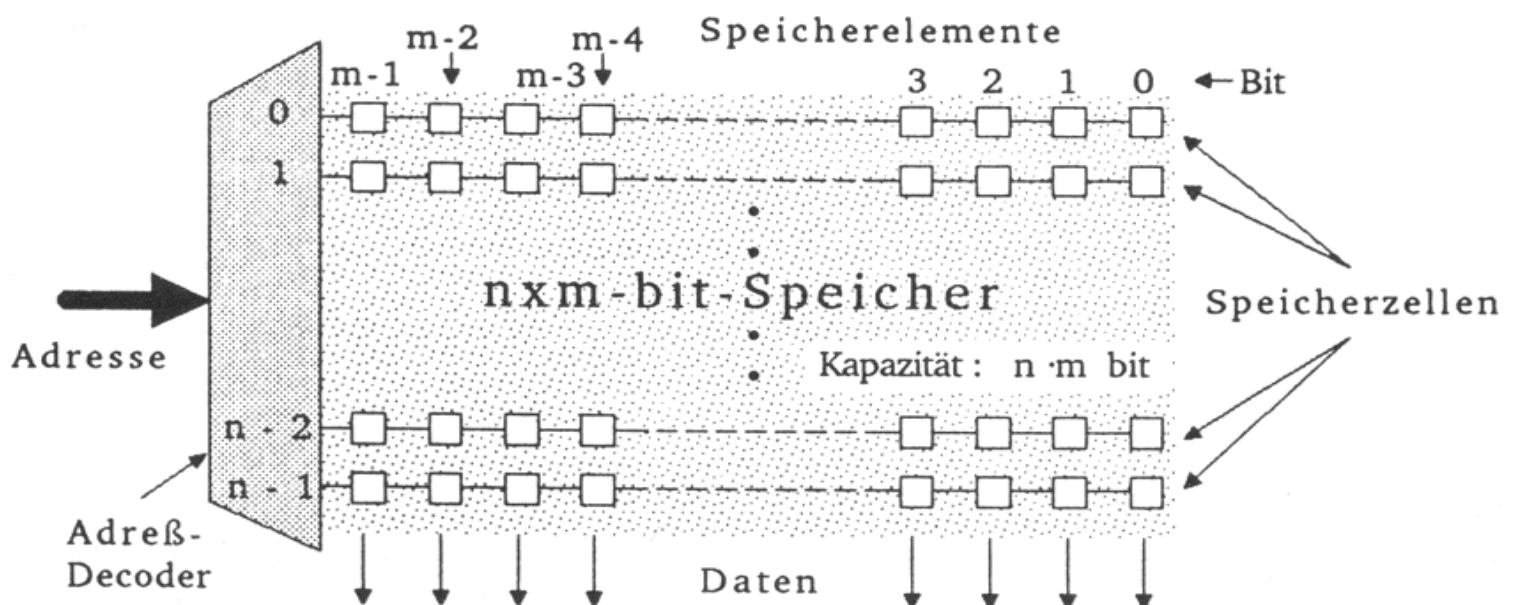 m-2 m-4 Speicherelemente
m-1 m-3 3 2 1 0 Bit
0
1
nxm-bit-Speicher
Speicherzellen
Adresse
Kapazität : n·m bit
n - 2
n - 1
Adreß-
Decoder
Daten